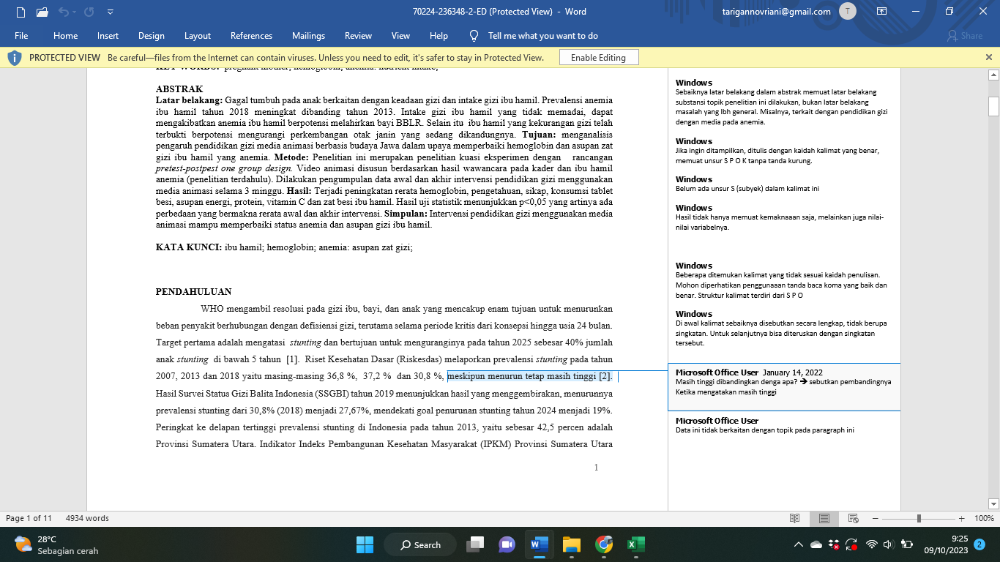 70224-236348-2-ED (Protected View) - Word
tarigannovriani@gmail.com
T
File Home Insert Design Layout References Mailings Review View Help Tell me what you want to do Share
PROTECTED VIEW Be careful—files from the Internet can contain viruses. Unless you need to edit, it's safer to stay in Protected View. Enable Editing
KEY WORDS: pregnant mother; hemoglobin; anemia: nutrient intake;
ABSTRAK
Latar belakang: Gagal tumbuh pada anak berkaitan dengan keadaan gizi dan intake gizi ibu hamil. Prevalensi anemia
ibu hamil tahun 2018 meningkat dibanding tahun 2013. Intake gizi ibu hamil yang tidak memadai, dapat
mengakibatkan anemia ibu hamil berpotensi melahirkan bayi BBLR. Selain itu ibu hamil yang kekurangan gizi telah
terbukti berpotensi mengurangi perkembangan otak janin yang sedang dikandungnya. Tujuan: menganalisis
pengaruh pendidikan gizi media animasi berbasis budaya Jawa dalam upaya memperbaiki hemoglobin dan asupan zat
gizi ibu hamil yang anemia. Metode: Penelitian ini merupakan penelitian kuasi eksperimen dengan rancangan
pretest-postpest one group design. Video animasi disusun berdasarkan hasil wawancara pada kader dan ibu hamil
anemia (penelitian terdahulu). Dilakukan pengumpulan data awal dan akhir intervensi pendidikan gizi menggunakan
media animasi selama 3 minggu. Hasil: Terjadi peningkatan rerata hemoglobin, pengetahuan, sikap, konsumsi tablet
besi, asupan energi, protein, vitamin C dan zat besi ibu hamil. Hasil uji statistik menunjukkan p<0,05 yang artinya ada
perbedaan yang bermakna rerata awal dan akhir intervensi. Simpulan: Intervensi pendidikan gizi menggunakan media
animasi mampu memperbaiki status anemia dan asupan gizi ibu hamil.
KATA KUNCI: ibu hamil; hemoglobin; anemia: asupan zat gizi;
PENDAHULUAN
WHO mengambil resolusi pada gizi ibu, bayi, dan anak yang mencakup enam tujuan untuk menurunkan
beban penyakit berhubungan dengan defisiensi gizi, terutama selama periode kritis dari konsepsi hingga usia 24 bulan.
Target pertama adalah mengatasi stunting dan bertujuan untuk menguranginya pada tahun 2025 sebesar 40% jumlah
anak stunting di bawah 5 tahun [1]. Riset Kesehatan Dasar (Riskesdas) melaporkan prevalensi stunting pada tahun
2007, 2013 dan 2018 yaitu masing-masing 36,8 %, 37,2 % dan 30,8 %, meskipun menurun tetap masih tinggi [2].
Hasil Survei Status Gizi Balita Indonesia (SSGBI) tahun 2019 menunjukkan hasil yang menggembirakan, menurunnya
prevalensi stunting dari 30,8% (2018) menjadi 27,67%, mendekati goal penurunan stunting tahun 2024 menjadi 19%.
Peringkat ke delapan tertinggi prevalensi stunting di Indonesia pada tahun 2013, yaitu sebesar 42,5 percen adalah
Provinsi Sumatera Utara. Indikator Indeks Pembangunan Kesehatan Masyarakat (IPKM) Provinsi Sumatera Utara
1
Windows
Sebaiknya latar belakang dalam abstrak memuat latar belakang
substansi topik penelitian ini dilakukan, bukan latar belakang
masalah yang lbh general. Misalnya, terkait dengan pendidikan gizi
dengan media pada anemia.
Windows
Jika ingin ditampilkan, ditulis dengan kaidah kalimat yang benar,
memuat unsur S P O K tanpa tanda kurung.
Windows
Belum ada unsur S (subyek) dalam kalimat ini
Windows
Hasil tidak hanya memuat kemaknaaan saja, melainkan juga nilai-
nilai variabelnya.
Windows
Beberapa ditemukan kalimat yang tidak sesuai kaidah penulisan.
Mohon diperhatikan penggunaaan tanda baca koma yang baik dan
benar. Struktur kalimat terdiri dari S P O
Windows
Di awal kalimat sebaiknya disebutkan secara lengkap, tidak berupa
singkatan. Untuk selanjutnya bisa diteruskan dengan singkatan
tersebut.
Microsoft Office User January 14, 2022
Masih tinggi dibandingkan denga apa? → sebutkan pembandingnya
Ketika mengatakan masih tinggi
Microsoft Office User
Data ini tidak berkaitan dengan topik pada paragraph ini
Page 1 of 11 4934 words
100%
28°C
Sebagian cerah
Search
9:25
09/10/2023
2